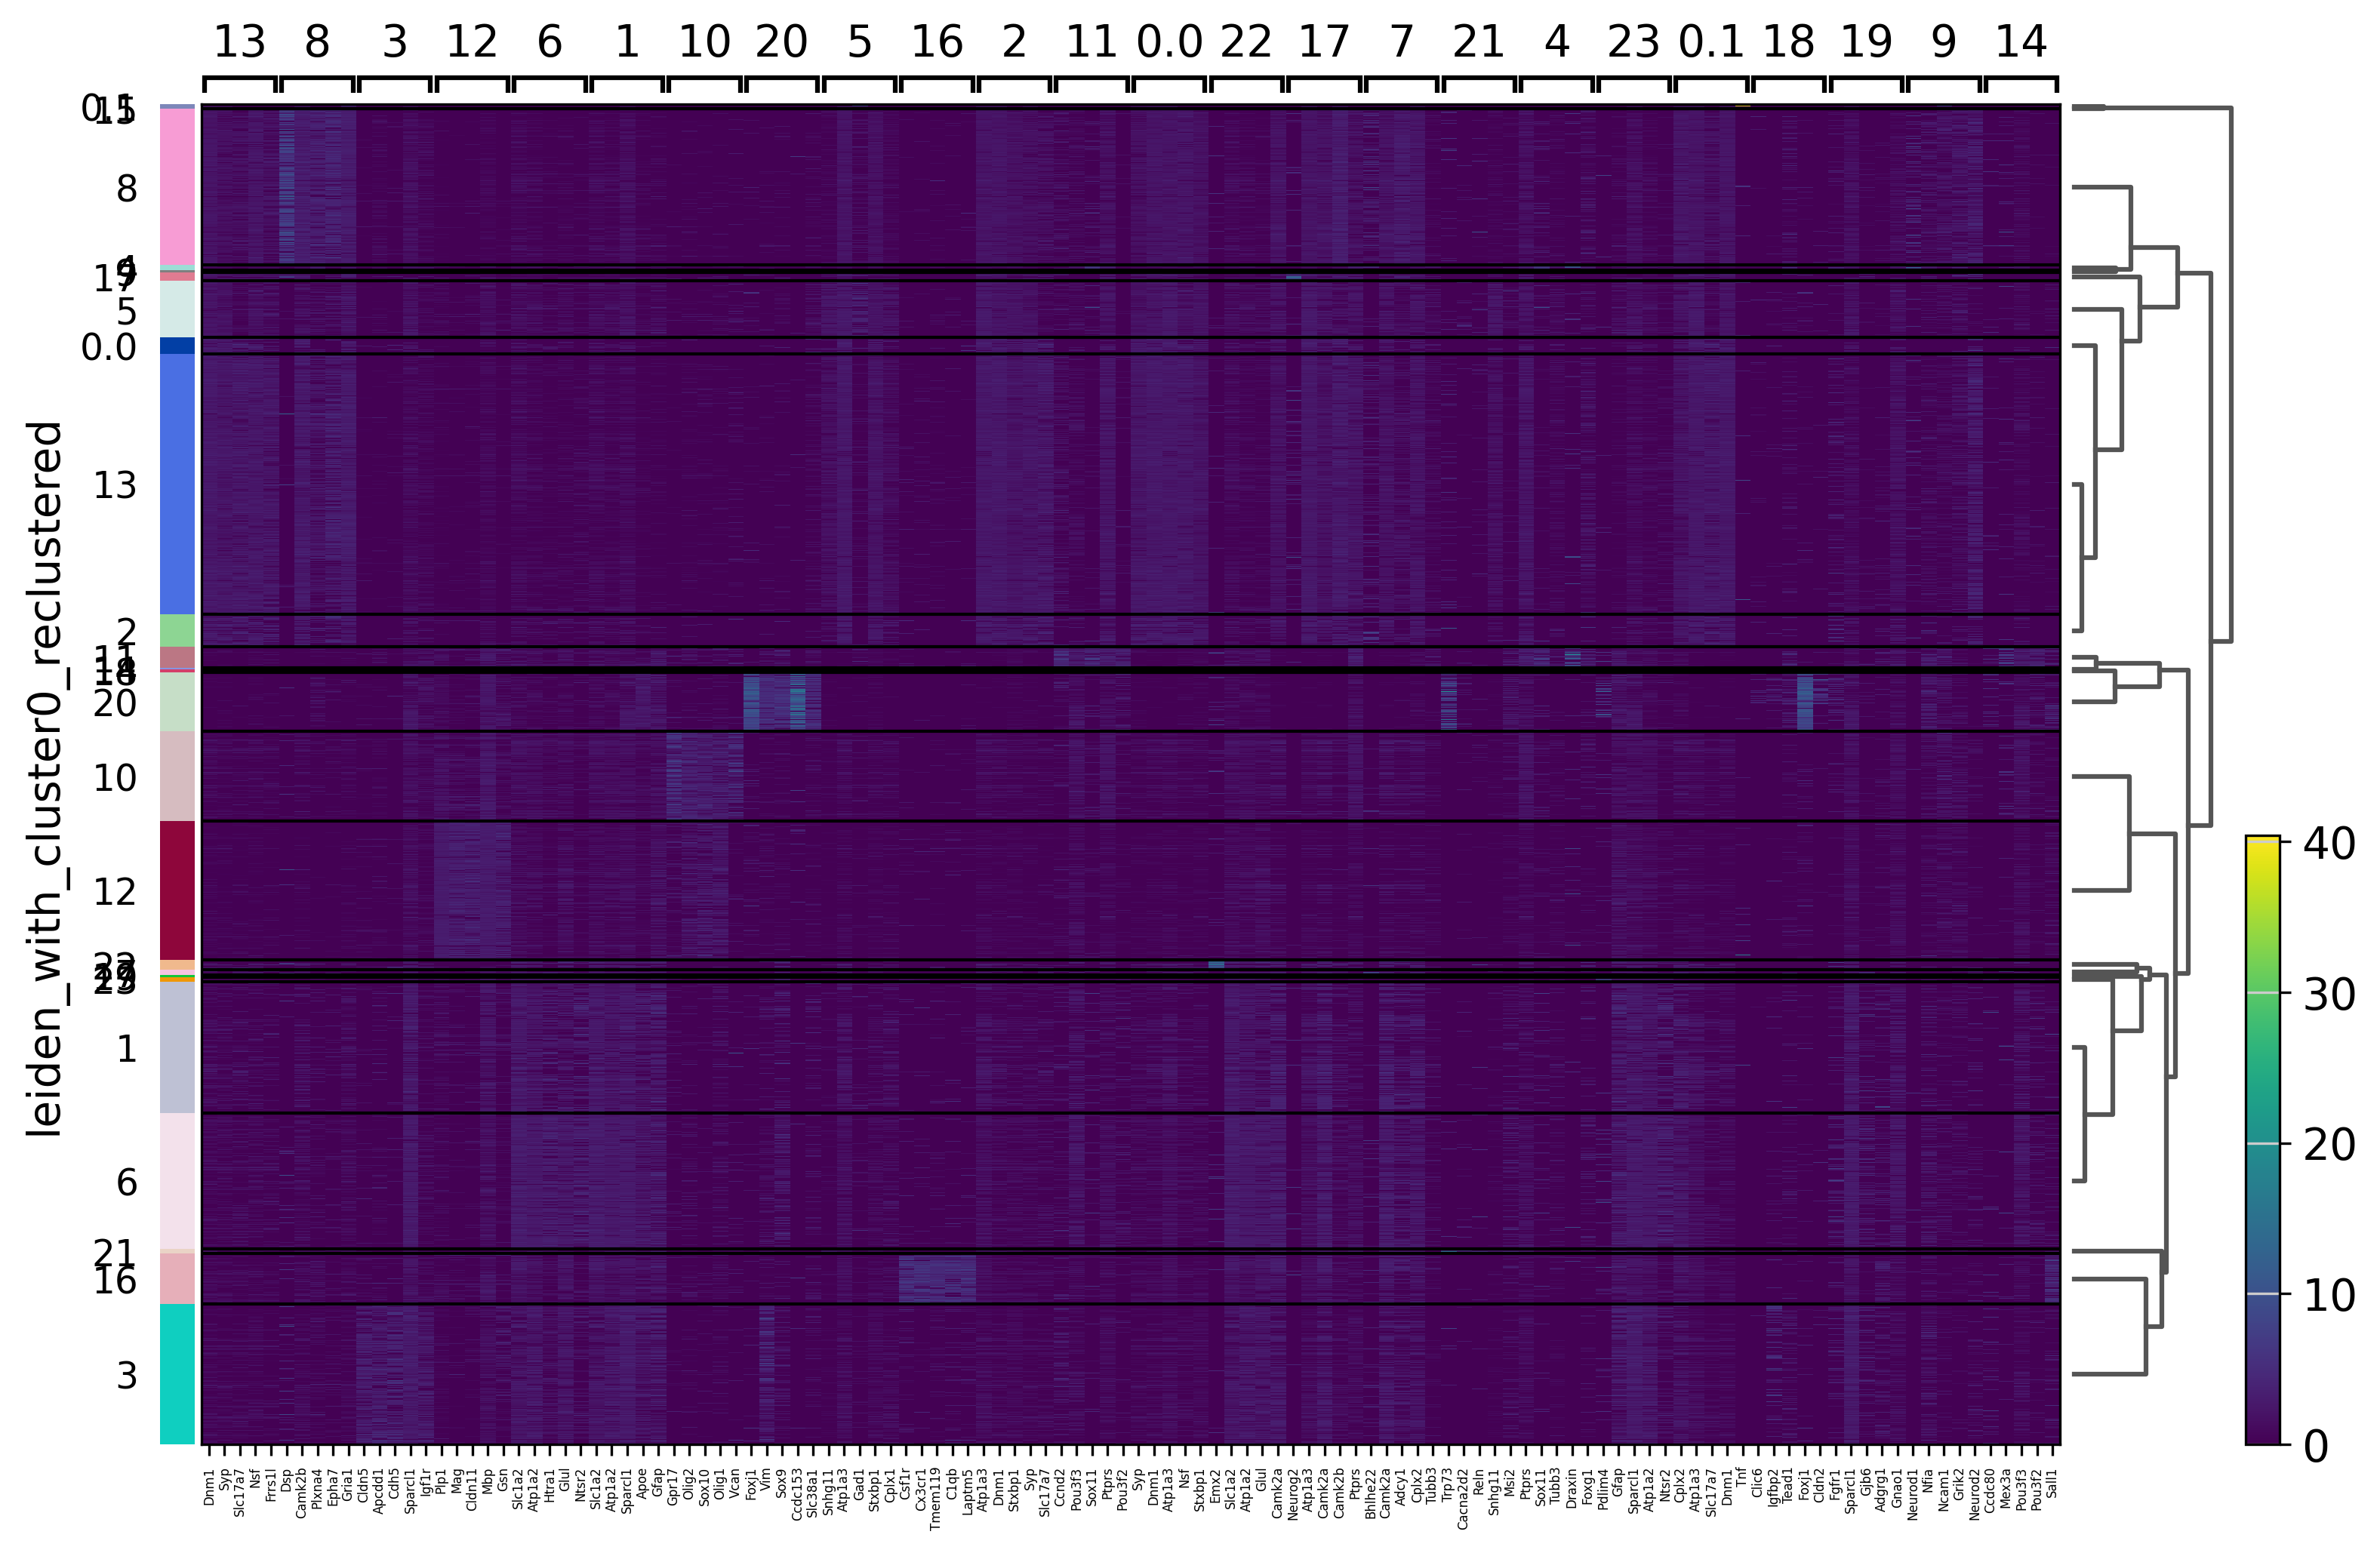 13 8 3 12 6 1 10 20 5 16 2 11 0.0 22 17 7 21 4 23 0.1 18 19 9 14
leiden_with_cluster0_reclustered
0.1
15
8
17
5
0.0
13
2
11
20
10
12
1
6
21
16
3
40
30
20
10
0
Dnm1
Syp
Slc17a7
Nsf
Frrs1l
Dsp
Camk2b
Plxna4
Epha7
Gria1
Cldn5
Apcdd1
Cdh5
Sparcl1
Igf1r
Plp1
Mag
Cldn11
Mbp
Gsn
Slc1a2
Atp1a2
Htra1
Glul
Ntsr2
Slc1a2
Atp1a2
Sparcl1
Apoe
Gfap
Gpr17
Olig2
Sox10
Olig1
Vcan
Foxj1
Vim
Sox9
Ccdc153
Slc38a1
Snhg11
Atp1a3
Gad1
Stxbp1
Cplx1
Csf1r
Cx3cr1
Tmem119
C1qb
Laptm5
Atp1a3
Dnm1
Stxbp1
Syp
Slc17a7
Ccnd2
Pou3f3
Sox11
Ptprs
Pou3f2
Syp
Dnm1
Atp1a3
Nsf
Stxbp1
Emx2
Slc1a2
Atp1a2
Glul
Camk2a
Neurog2
Atp1a3
Camk2a
Camk2b
Ptprs
Bhlhe22
Camk2a
Adcy1
Cplx2
Tubb3
Trp73
Cacna2d2
Reln
Snhg11
Msi2
Ptprs
Sox11
Tubb3
Draxin
Foxg1
Pdlim4
Gfap
Sparcl1
Atp1a2
Ntsr2
Cplx2
Atp1a3
Slc17a7
Dnm1
Tnf
Clic6
Igfbp2
Tead1
Foxj1
Cldn2
Fgfr1
Sparcl1
Gjb6
Adgrg1
Gnao1
Neurod1
Nfia
Ncam1
Grik2
Neurod2
Ccdc80
Mex3a
Pou3f3
Pou3f2
Sall1